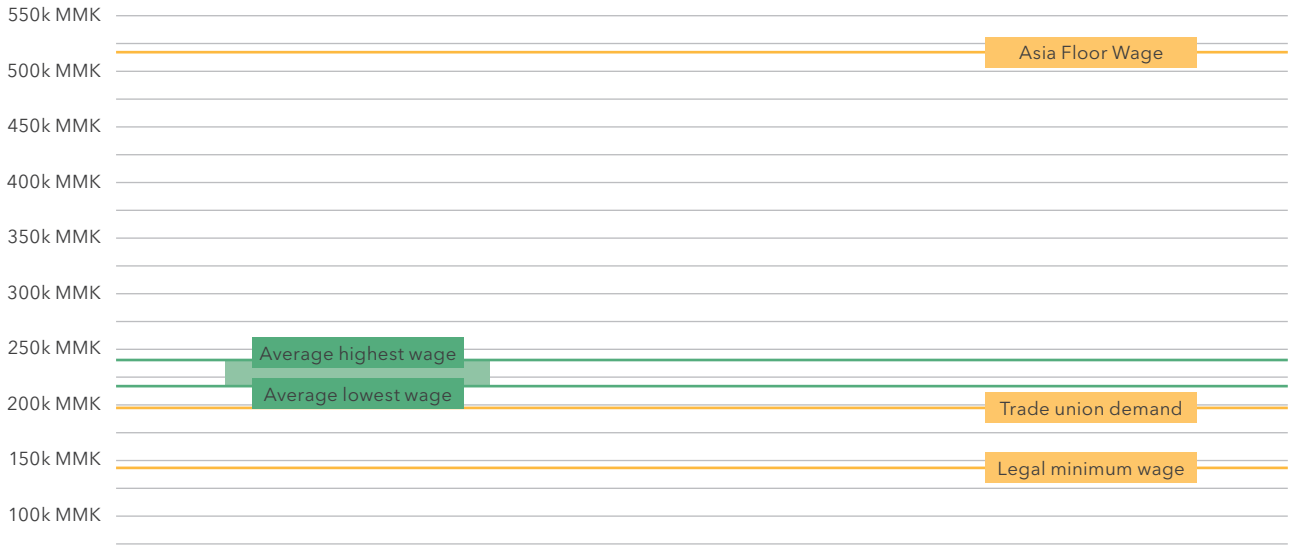 550k MMK
Asia Floor Wage
500k MMK
450k MMK
400k MMK
350k MMK
300k MMK
250k MMK
Average highest wage
Average lowest wage
200k MMK
Trade union demand
150k MMK
Legal minimum wage
100k MMK